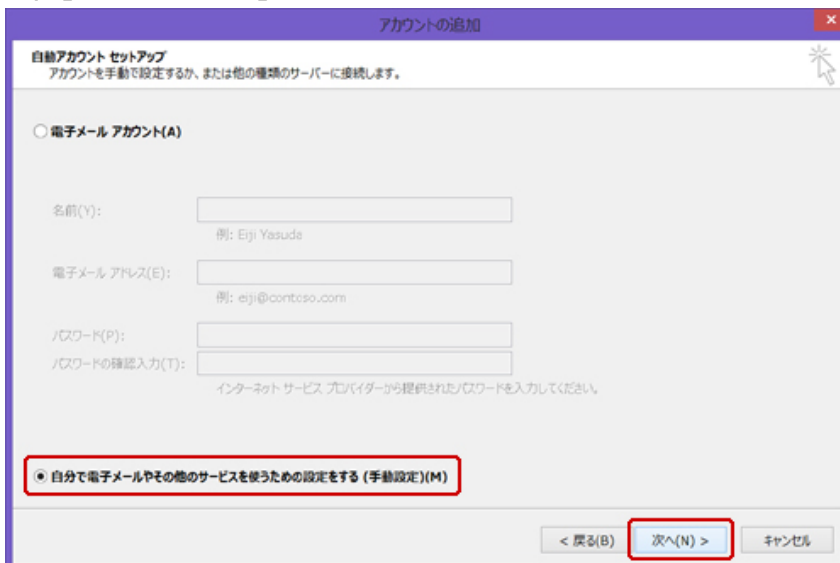 アカウントの追加
自動アカウント セットアップ
アカウントを手動で設定するか、または他の種類のサーバーに接続します。
電子メール アカウント(A)
名前(Y):
例: Eiji Yasuda
電子メール アドレス(E):
例: eiji@contoso.com
パスワード(P):
パスワードの確認入力(T):
インターネット サービス プロバイダーから提供されたパスワードを入力してください。
自分で電子メールやその他のサービスを使うための設定をする (手動設定)(M)
< 戻る(B) 次へ(N) > キャンセル